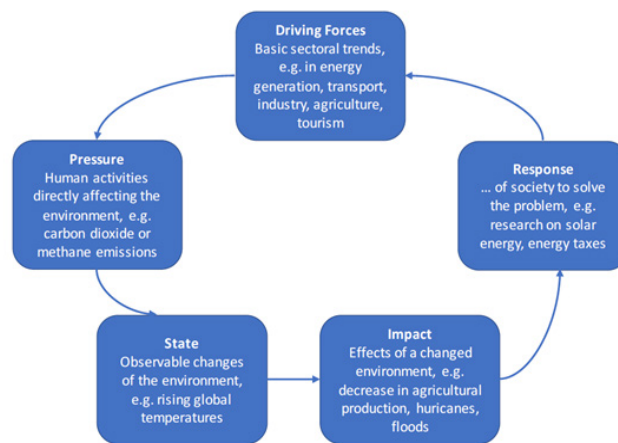 Driving Forces
Basic sectoral trends,
e.g. in energy
generation, transport,
industry, agriculture,
tourism
Pressure
Human activities
directly affecting the
environment, e.g.
carbon dioxide or
methane emissions
State
Observable changes
of the environment,
e.g. rising global
temperatures
Impact
Effects of a changed
environment, e.g.
decrease in agricultural
production, huricanes,
floods
Response
... of society to solve
the problem, e.g.
research on solar
energy, energy taxes